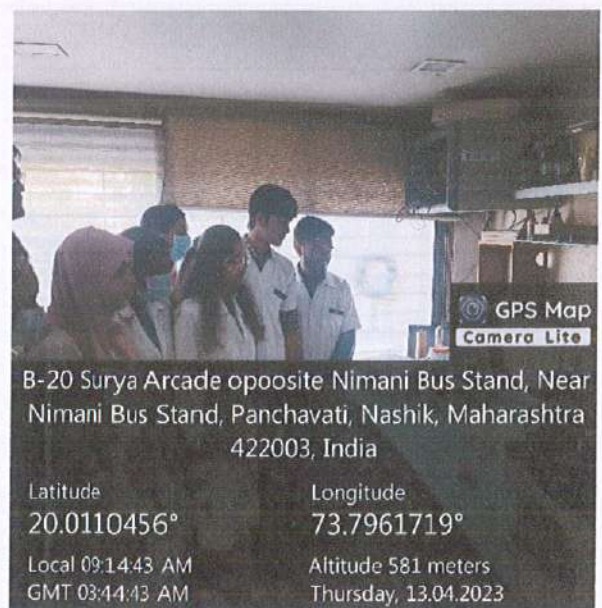 GPS Map
Camera Lite
B-20 Surya Arcade opoosite Nimani Bus Stand, Near
Nimani Bus Stand, Panchavati, Nashik, Maharashtra
422003, India
Latitude
20.0110456°
Longitude
73.7961719°
Local 09:14:43 AM
GMT 03:44:43 AM
Altitude 581 meters
Thursday, 13.04.2023